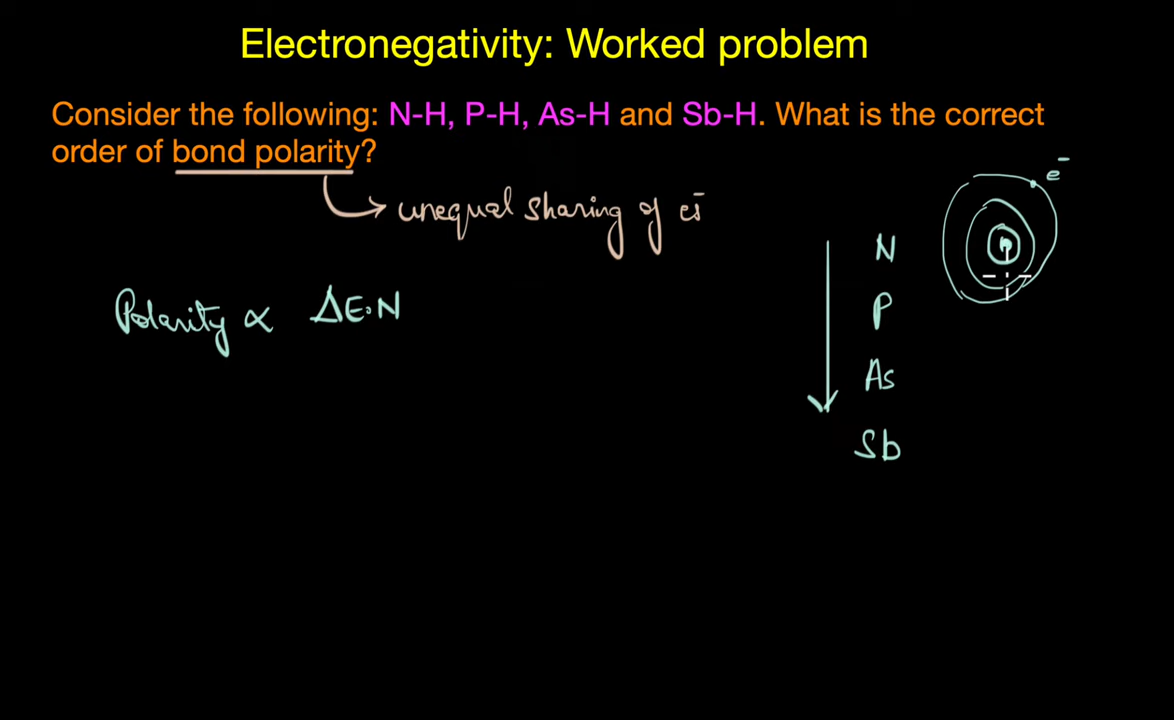 Electronegativity: Worked problem
Consider the following: N-H, P-H, As-H and Sb-H. What is the correct
order of bond polarity?
unequal sharing of es̄
e⁻
Polarity ∝ ΔE.N
N
P
As
Sb